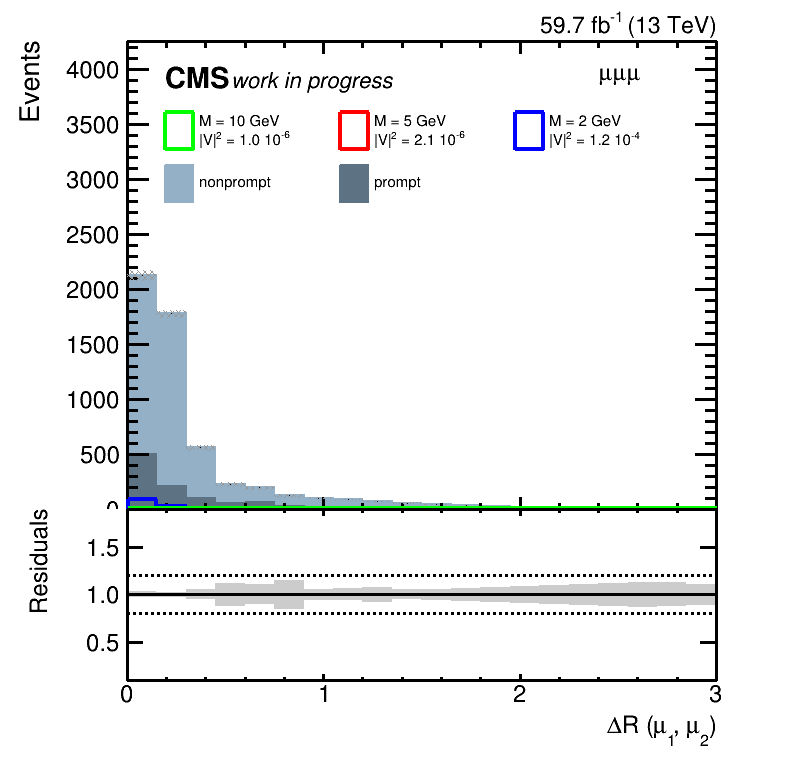 59.7 fb⁻¹ (13 TeV)
Events
CMS work in progress
μμμ
M = 10 GeV
|V|² = 1.0 10⁻⁶
M = 5 GeV
|V|² = 2.1 10⁻⁶
M = 2 GeV
|V|² = 1.2 10⁻⁴
nonprompt
prompt
4000
3500
3000
2500
2000
1500
1000
500
0
Residuals
1.5
1.0
0.5
0 1 2 3
ΔR (μ₁, μ₂)